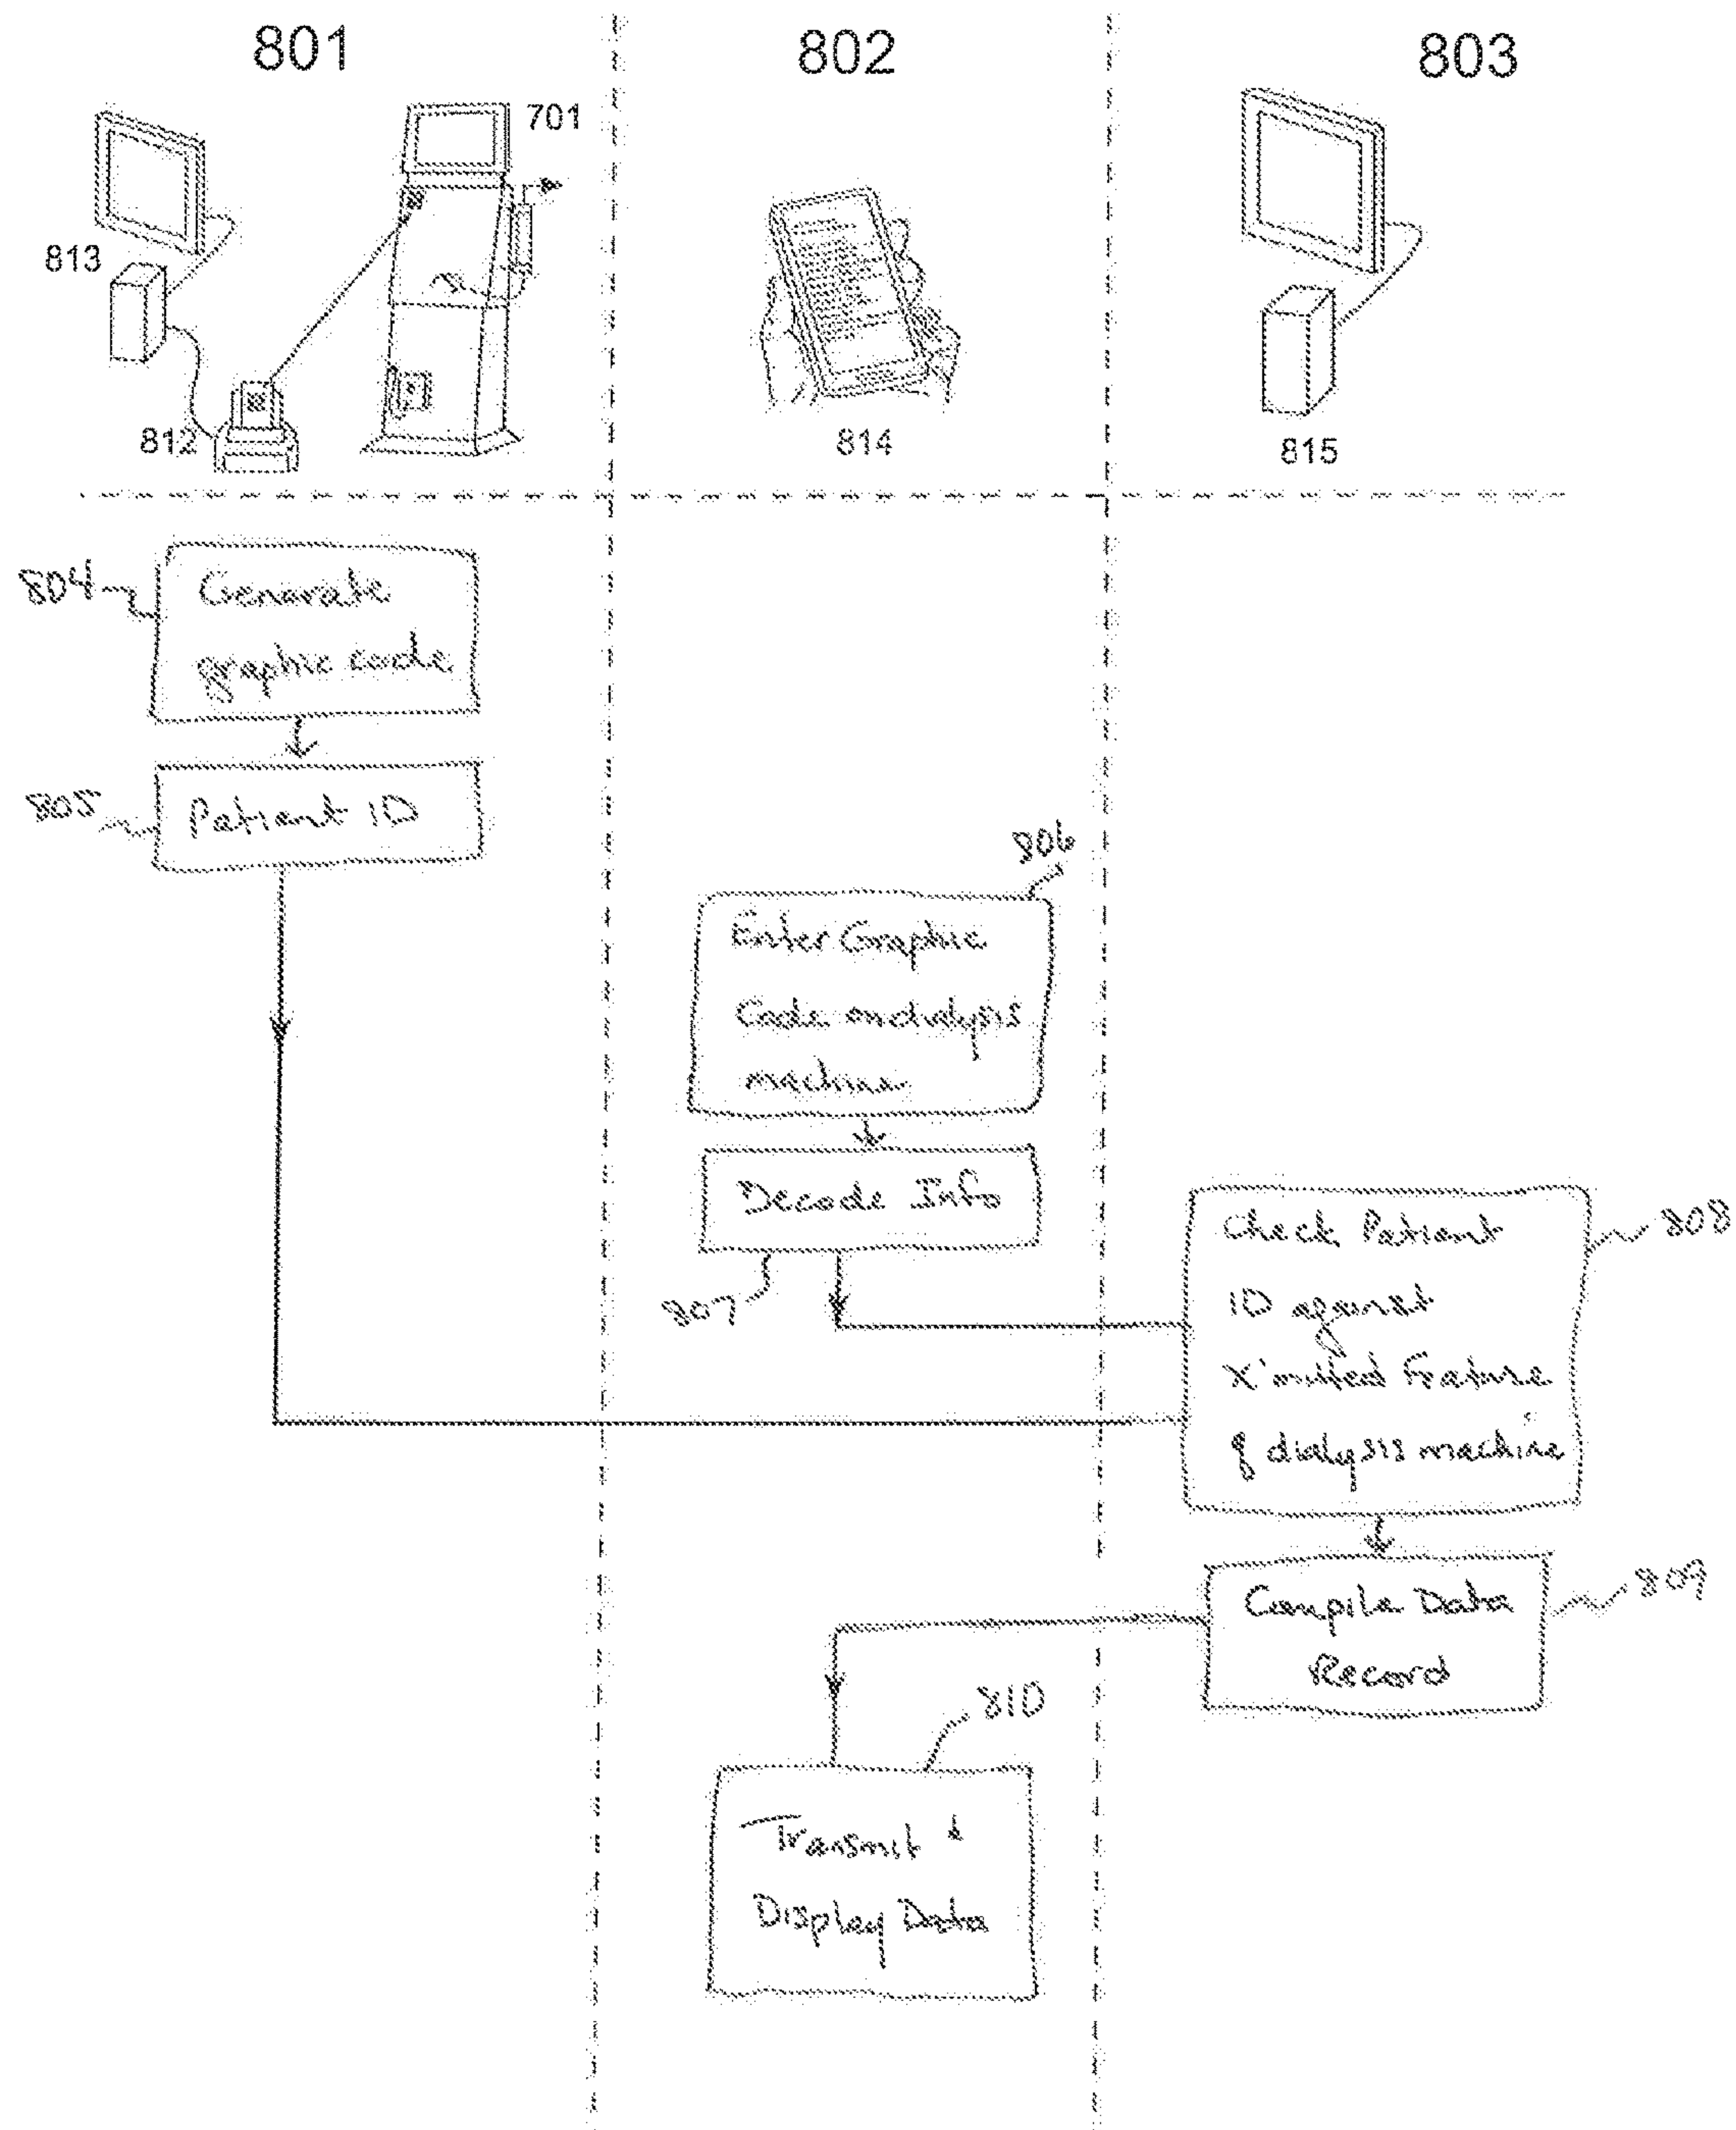 801
802
803
701
813
812
814
815
804
Generate
graphic code
805
Patient ID
806
Enter Graphic
Code on dialysis
machine
Decode Info
807
Check Patient
ID against
X'mitted Feature
of dialysis machine
808
Compile Data
Record
809
810
Transmit &
Display Data